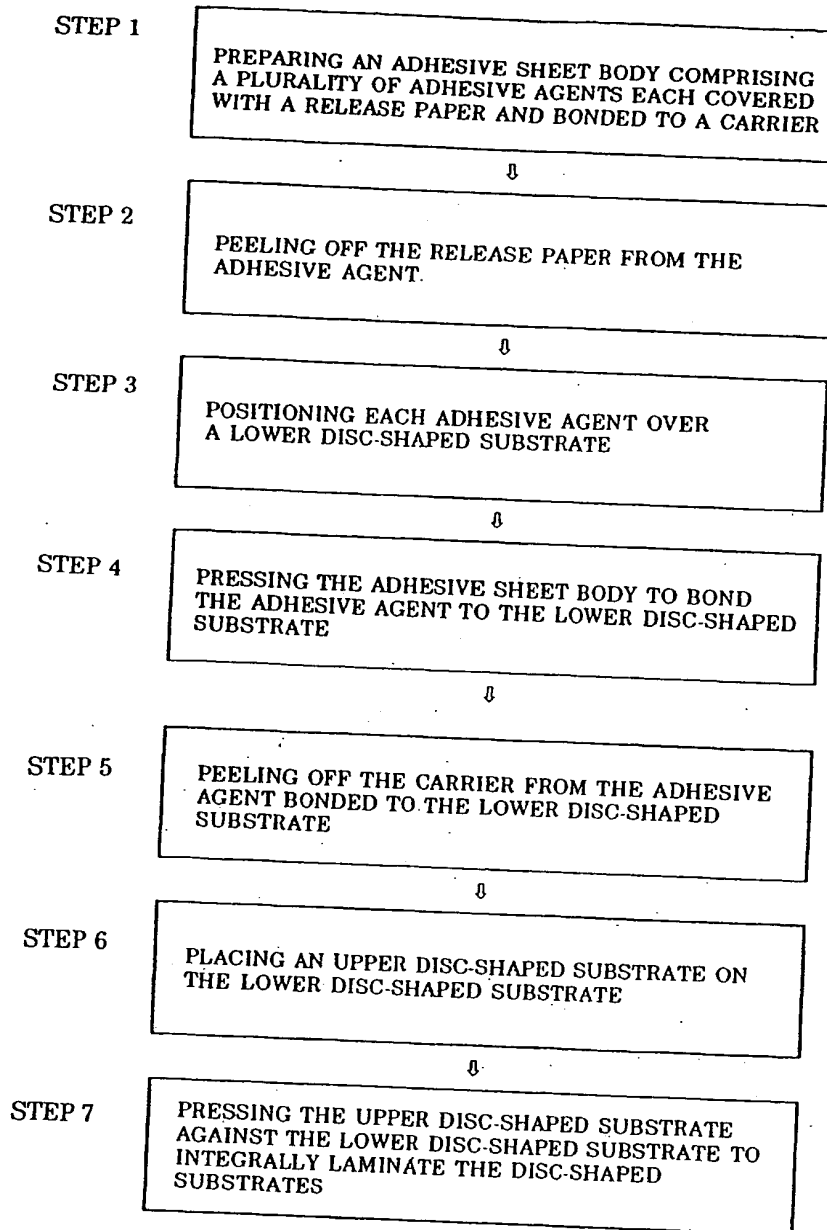 STEP 1
PREPARING AN ADHESIVE SHEET BODY COMPRISING
A PLURALITY OF ADHESIVE AGENTS EACH COVERED
WITH A RELEASE PAPER AND BONDED TO A CARRIER
⇩
STEP 2
PEELING OFF THE RELEASE PAPER FROM THE
ADHESIVE AGENT.
⇩
STEP 3
POSITIONING EACH ADHESIVE AGENT OVER
A LOWER DISC-SHAPED SUBSTRATE
⇩
STEP 4
PRESSING THE ADHESIVE SHEET BODY TO BOND
THE ADHESIVE AGENT TO THE LOWER DISC-SHAPED
SUBSTRATE
⇩
STEP 5
PEELING OFF THE CARRIER FROM THE ADHESIVE
AGENT BONDED TO THE LOWER DISC-SHAPED
SUBSTRATE
⇩
STEP 6
PLACING AN UPPER DISC-SHAPED SUBSTRATE ON
THE LOWER DISC-SHAPED SUBSTRATE
⇩
STEP 7
PRESSING THE UPPER DISC-SHAPED SUBSTRATE
AGAINST THE LOWER DISC-SHAPED SUBSTRATE TO
INTEGRALLY LAMINATE THE DISC-SHAPED
SUBSTRATES